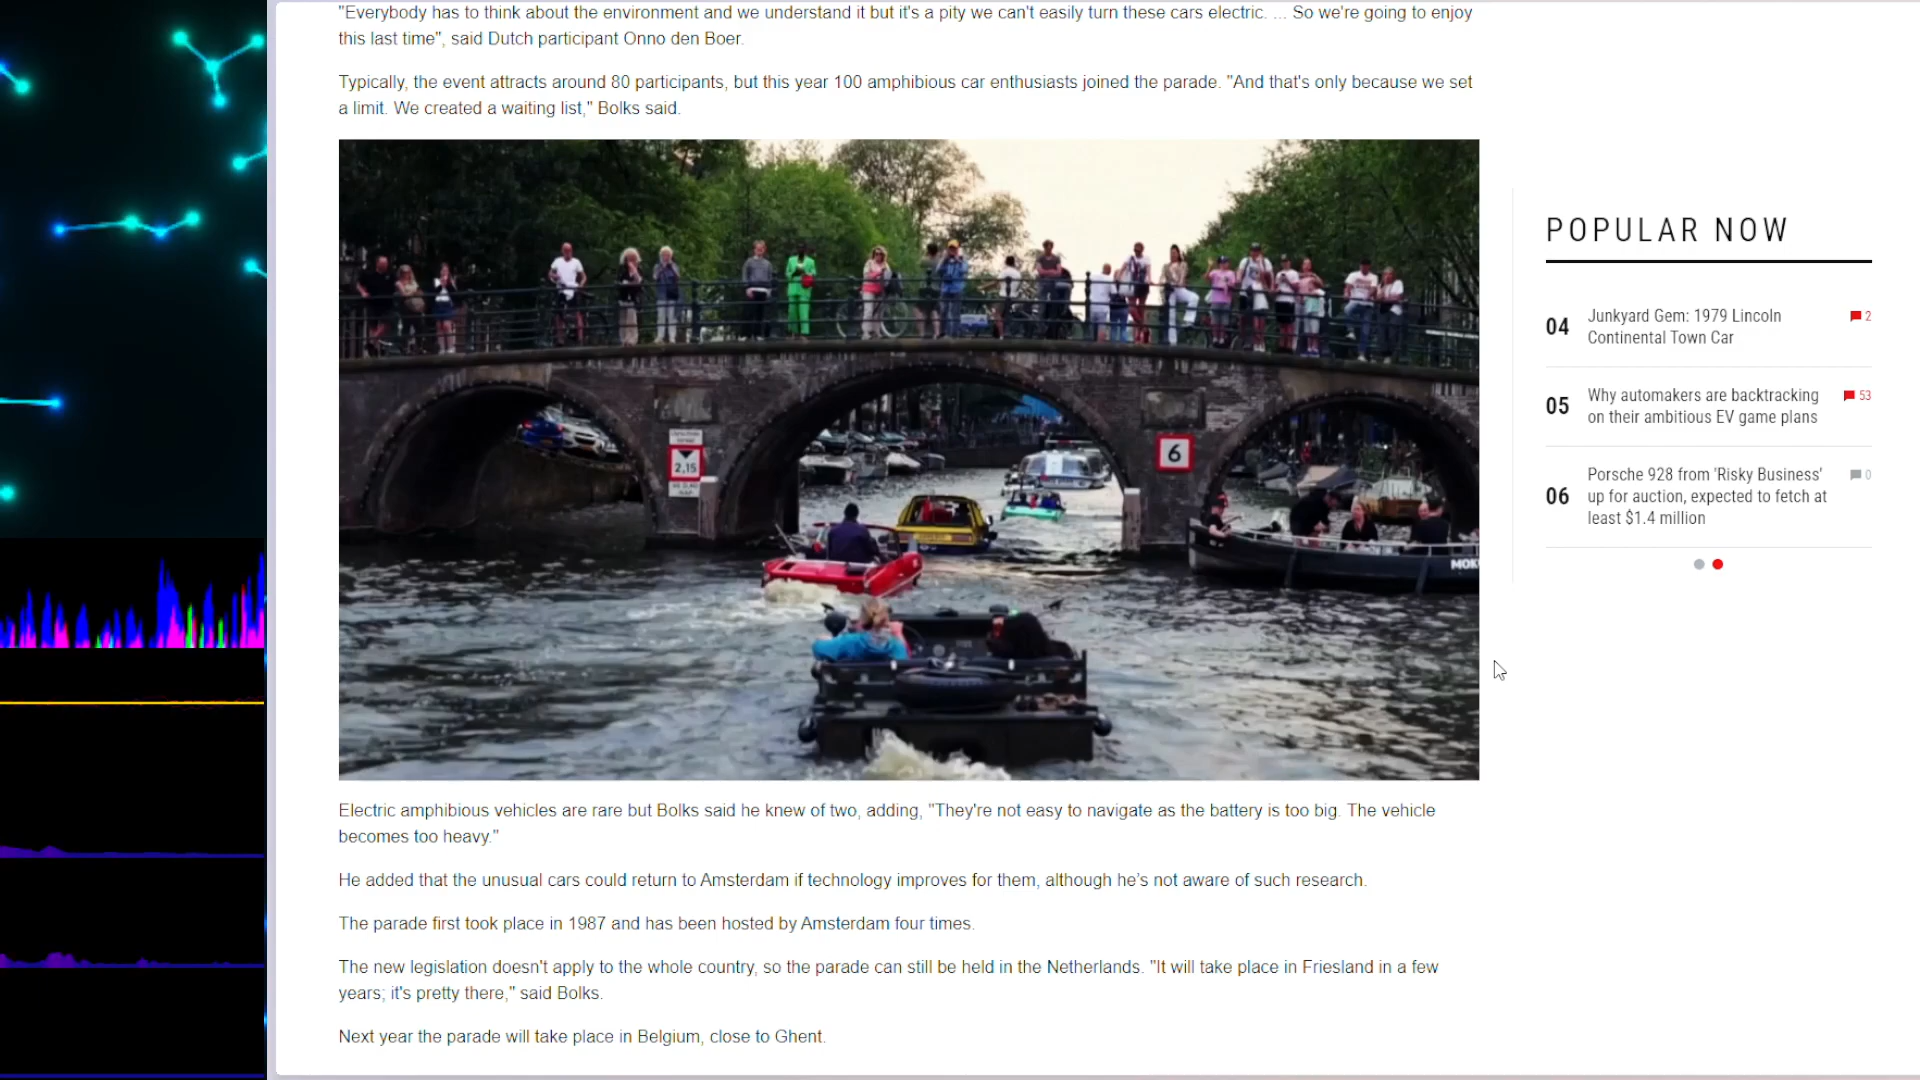 "Everybody has to think about the environment and we understand it but it's a pity we can't easily turn these cars electric. ... So we're going to enjoy
this last time", said Dutch participant Onno den Boer.
Typically, the event attracts around 80 participants, but this year 100 amphibious car enthusiasts joined the parade. "And that's only because we set
a limit. We created a waiting list," Bolks said.
2,15
6
MOK
Electric amphibious vehicles are rare but Bolks said he knew of two, adding, "They're not easy to navigate as the battery is too big. The vehicle
becomes too heavy."
He added that the unusual cars could return to Amsterdam if technology improves for them, although he’s not aware of such research.
The parade first took place in 1987 and has been hosted by Amsterdam four times.
The new legislation doesn't apply to the whole country, so the parade can still be held in the Netherlands. "It will take place in Friesland in a few
years; it's pretty there," said Bolks.
Next year the parade will take place in Belgium, close to Ghent.
POPULAR NOW
04 Junkyard Gem: 1979 Lincoln 2
Continental Town Car
05 Why automakers are backtracking 53
on their ambitious EV game plans
06 Porsche 928 from 'Risky Business' 0
up for auction, expected to fetch at
least $1.4 million